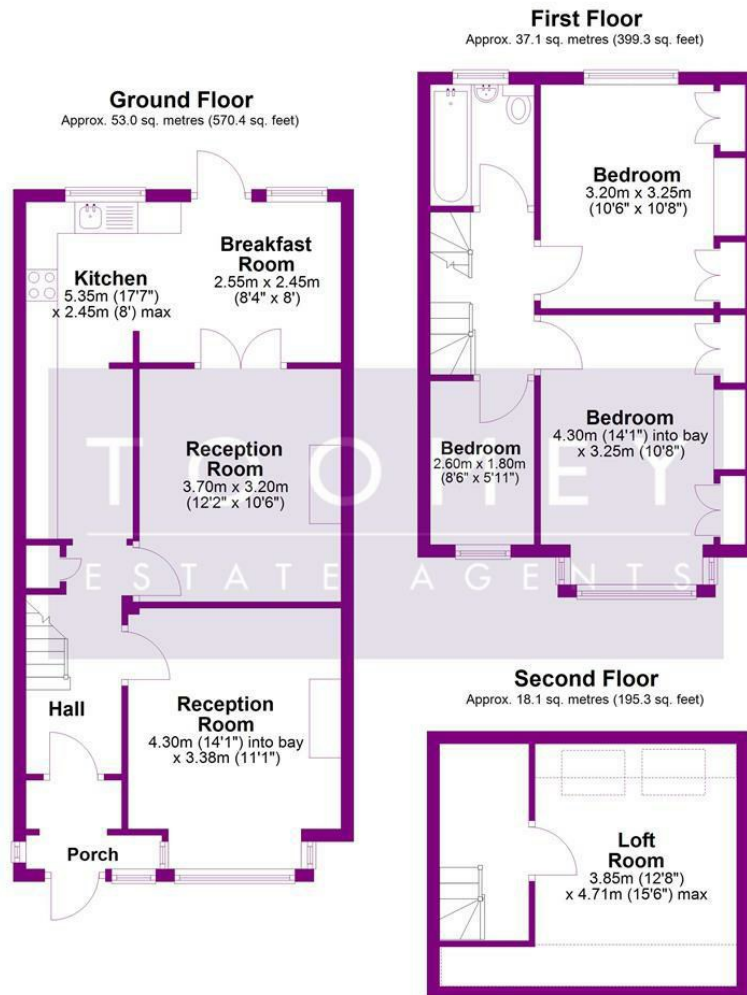 First Floor
Approx. 37.1 sq. metres (399.3 sq. feet)
Ground Floor
Approx. 53.0 sq. metres (570.4 sq. feet)
Bedroom
3.20m x 3.25m
(10'6" x 10'8")
Breakfast
Room
2.55m x 2.45m
(8'4" x 8')
Kitchen
5.35m (17'7")
x 2.45m (8') max
Bedroom
4.30m (14'1") into bay
x 3.25m (10'8")
Bedroom
2.60m x 1.80m
(8'6" x 5'11")
Reception
Room
3.70m x 3.20m
(12'2" x 10'6")
TOOMEY
ESTATE AGENTS
Second Floor
Approx. 18.1 sq. metres (195.3 sq. feet)
Hall
Reception
Room
4.30m (14'1") into bay
x 3.38m (11'1")
Porch
Loft
Room
3.85m (12'8")
x 4.71m (15'6") max